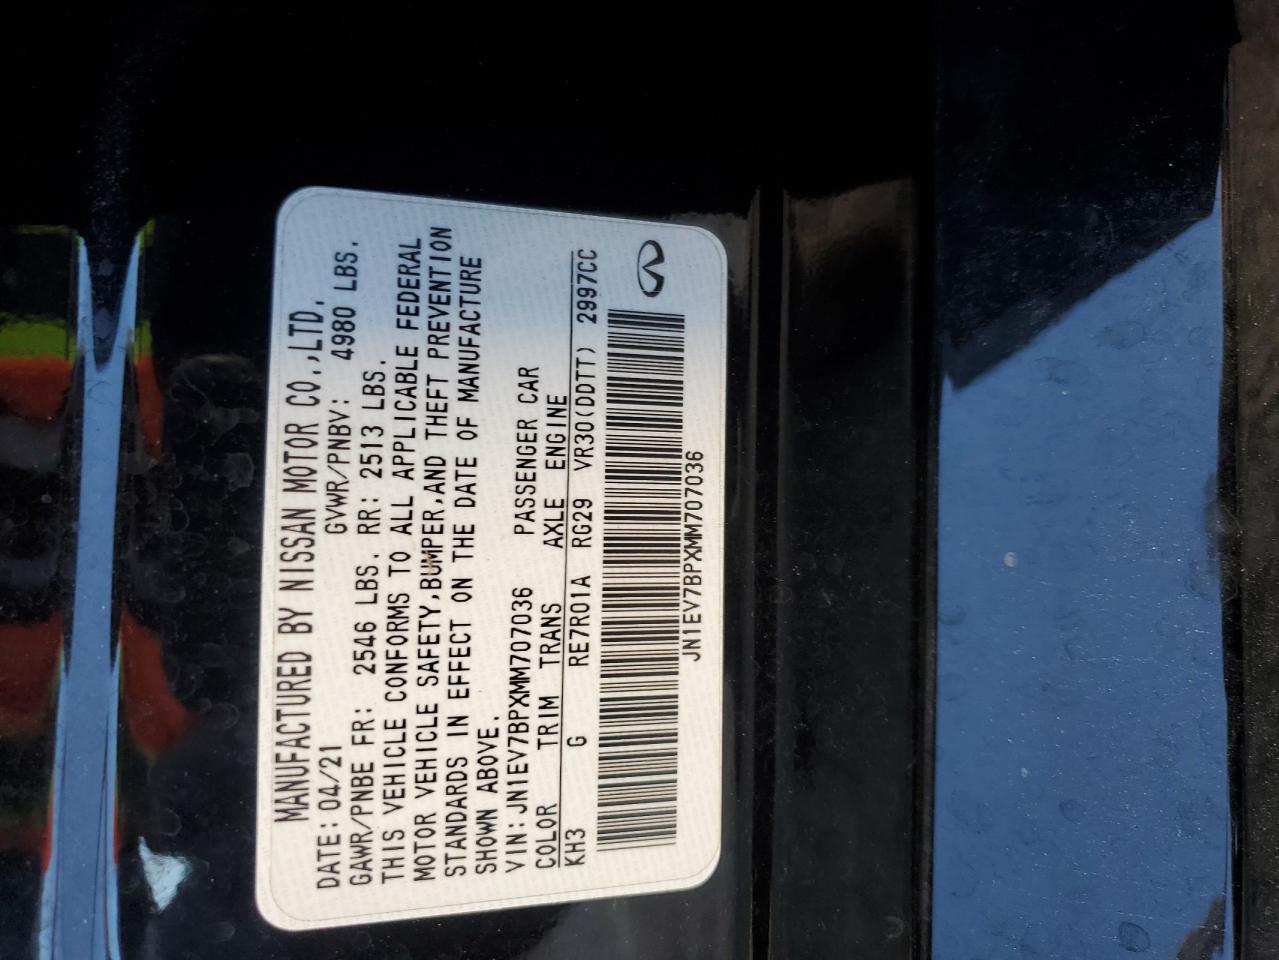 MANUFACTURED BY NISSAN MOTOR CO.,LTD.
DATE: 04/21 GVWR/PNBV: 4980 LBS.
GAWR/PNBE FR: 2546 LBS. RR: 2513 LBS.
THIS VEHICLE CONFORMS TO ALL APPLICABLE FEDERAL
MOTOR VEHICLE SAFETY,BUMPER,AND THEFT PREVENTION
STANDARDS IN EFFECT ON THE DATE OF MANUFACTURE
SHOWN ABOVE.
VIN: JN1EV7BPXMM707036 PASSENGER CAR
COLOR TRIM TRANS AXLE ENGINE
KH3 G RE7R01A RG29 VR30(DDTT) 2997CC
JN1EV7BPXMM707036